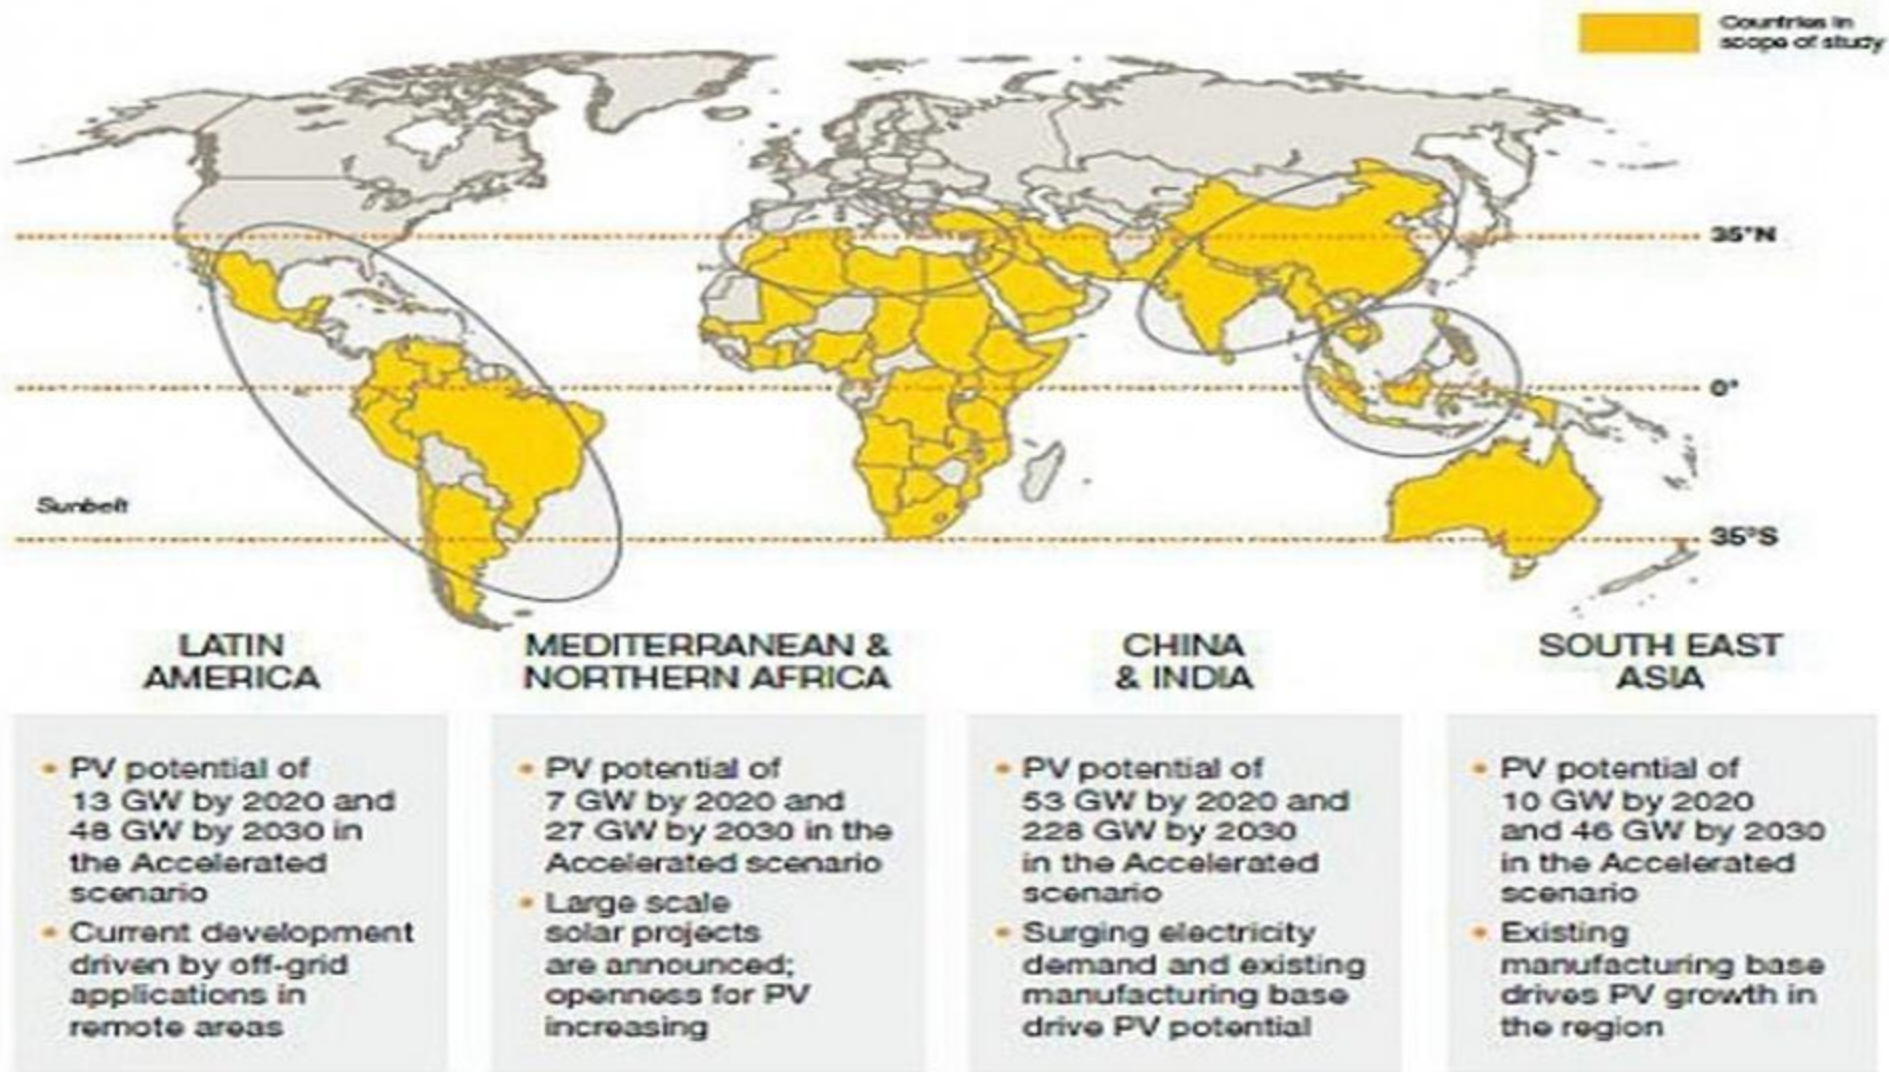 Countries in
scope of study
35°N
0°
Sunbelt
35°S
LATIN
AMERICA
PV potential of
13 GW by 2020 and
48 GW by 2030 in
the Accelerated
scenario
Current development
driven by off-grid
applications in
remote areas
MEDITERRANEAN &
NORTHERN AFRICA
PV potential of
7 GW by 2020 and
27 GW by 2030 in the
Accelerated scenario
Large scale
solar projects
are announced;
openness for PV
increasing
CHINA
& INDIA
PV potential of
53 GW by 2020 and
228 GW by 2030
in the Accelerated
scenario
Surging electricity
demand and existing
manufacturing base
drive PV potential
SOUTH EAST
ASIA
PV potential of
10 GW by 2020
and 46 GW by 2030
in the Accelerated
scenario
Existing
manufacturing base
drives PV growth in
the region